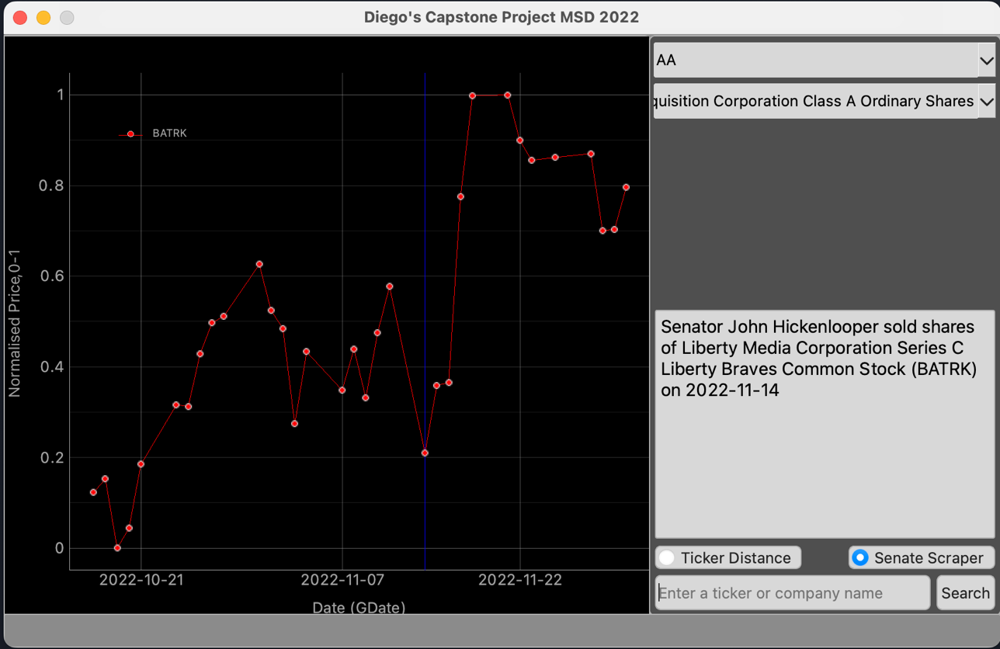 Diego's Capstone Project MSD 2022
1
0.8
0.6
0.4
0.2
0
Normalised Price,0-1
BATRK
2022-10-21
2022-11-07
2022-11-22
Date (GDate)
AA
quisition Corporation Class A Ordinary Shares
Senator John Hickenlooper sold shares
of Liberty Media Corporation Series C
Liberty Braves Common Stock (BATRK)
on 2022-11-14
Ticker Distance
Senate Scraper
Enter a ticker or company name
Search